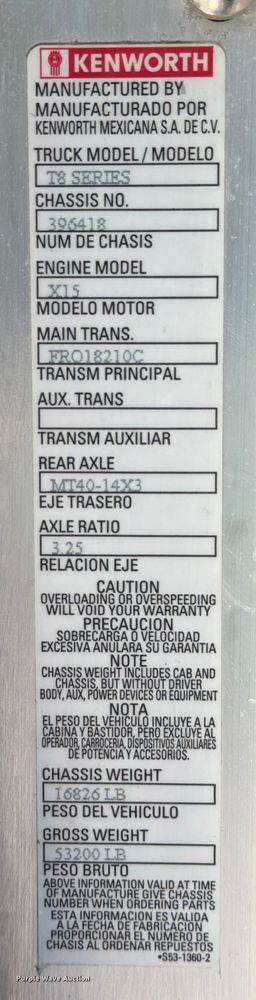 KENWORTH
MANUFACTURED BY
MANUFACTURADO POR
KENWORTH MEXICANA S.A. DE C.V.
TRUCK MODEL / MODELO
T8 SERIES
CHASSIS NO.
396418
NUM DE CHASIS
ENGINE MODEL
X15
MODELO MOTOR
MAIN TRANS.
FRO18210C
TRANSM PRINCIPAL
AUX. TRANS
TRANSM AUXILIAR
REAR AXLE
MT40-14X3
EJE TRASERO
AXLE RATIO
3.25
RELACION EJE
CAUTION
OVERLOADING OR OVERSPEEDING
WILL VOID YOUR WARRANTY
PRECAUCION
SOBRECARGA O VELOCIDAD
EXCESIVA ANULARA SU GARANTIA
NOTE
CHASSIS WEIGHT INCLUDES CAB AND
CHASSIS, BUT WITHOUT DRIVER
BODY, AUX, POWER DEVICES OR EQUIPMENT
NOTA
EL PESO DEL VEHICULO INCLUYE A LA
CABINA Y BASTIDOR, PERO EXCLUYE AL
OPERADOR, CARROCERIA, DISPOSITIVOS AUXILIARES
DE POTENCIA Y ACCESORIOS.
CHASSIS WEIGHT
16826 LB
PESO DEL VEHICULO
GROSS WEIGHT
53200 LB
PESO BRUTO
ABOVE INFORMATION VALID AT TIME
OF MANUFACTURE GIVE CHASSIS
NUMBER WHEN ORDERING PARTS
ESTA INFORMACION ES VALIDA
A LA FECHA DE FABRICACION
PROPORCIONAR EL NUMERO DE
CHASIS AL ORDENAR REPUESTOS
•S53-1360-2
Purple Wave Auction